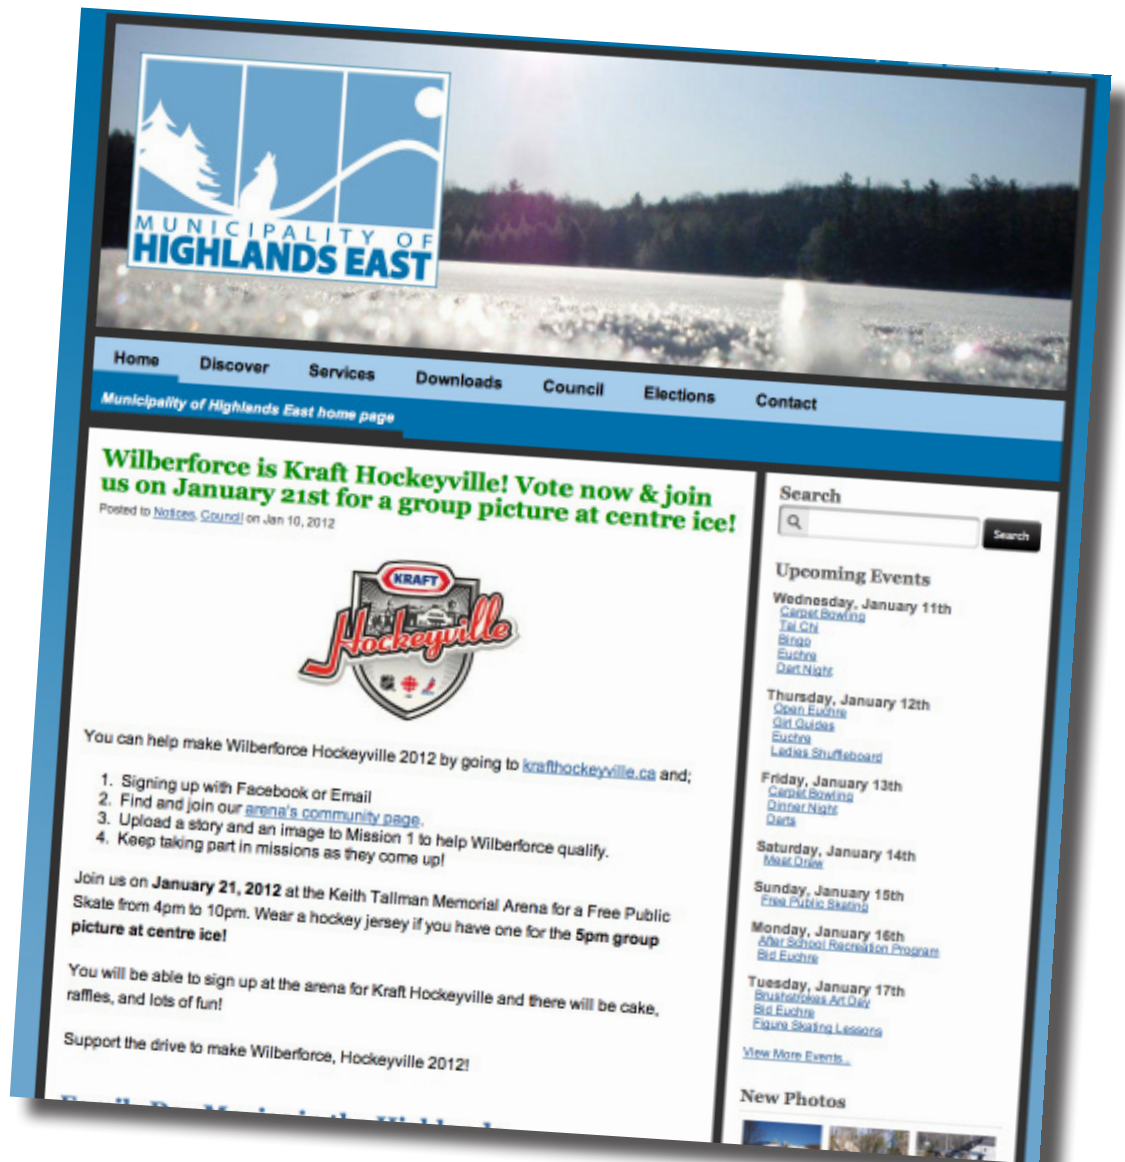 MUNICIPALITY OF
HIGHLANDS EAST
Home Discover Services Downloads Council Elections Contact
Municipality of Highlands East home page
Wilberforce is Kraft Hockeyville! Vote now & join
us on January 21st for a group picture at centre ice!
Posted to Notices, Council on Jan 10, 2012
KRAFT
Hockeyville
You can help make Wilberforce Hockeyville 2012 by going to krafthockeyville.ca and;
1. Signing up with Facebook or Email
2. Find and join our arena's community page.
3. Upload a story and an image to Mission 1 to help Wilberforce qualify.
4. Keep taking part in missions as they come up!
Join us on January 21, 2012 at the Keith Tallman Memorial Arena for a Free Public
Skate from 4pm to 10pm. Wear a hockey jersey if you have one for the 5pm group
picture at centre ice!
You will be able to sign up at the arena for Kraft Hockeyville and there will be cake,
raffles, and lots of fun!
Support the drive to make Wilberforce, Hockeyville 2012!
Search
Search
Upcoming Events
Wednesday, January 11th
Carpet Bowling
Tai Chi
Bingo
Euchre
Dart Night
Thursday, January 12th
Open Euchre
Girl Guides
Euchre
Ladies Shuffleboard
Friday, January 13th
Carpet Bowling
Dinner Night
Darts
Saturday, January 14th
Meat Draw
Sunday, January 15th
Free Public Skating
Monday, January 16th
After School Recreation Program
Bid Euchre
Tuesday, January 17th
Brushstrokes Art Day
Bid Euchre
Figure Skating Lessons
View More Events...
New Photos